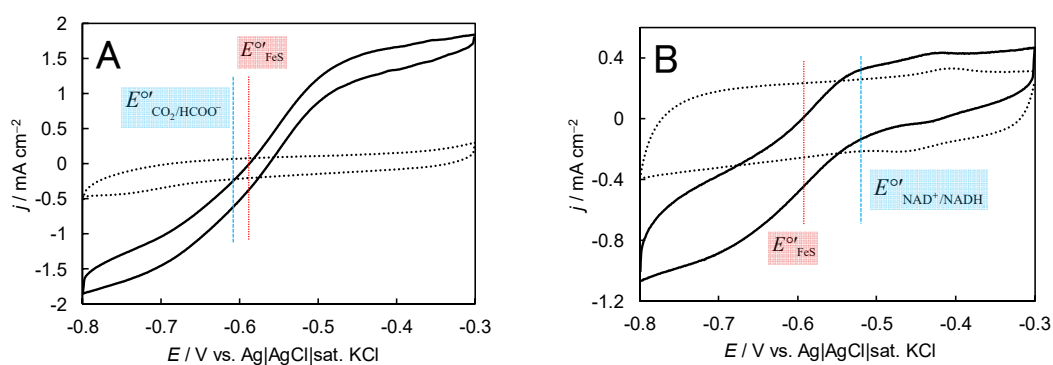 A
E°′FeS
E°′CO₂/HCOO⁻
2
1.5
1
0.5
0
-0.5
-1
-1.5
-2
-0.8 -0.7 -0.6 -0.5 -0.4 -0.3
j / mA cm⁻²
E / V vs. Ag|AgCl|sat. KCl
B
E°′NAD⁺/NADH
E°′FeS
0.4
0
-0.4
-0.8
-1.2
-0.8 -0.7 -0.6 -0.5 -0.4 -0.3
j / mA cm⁻²
E / V vs. Ag|AgCl|sat. KCl